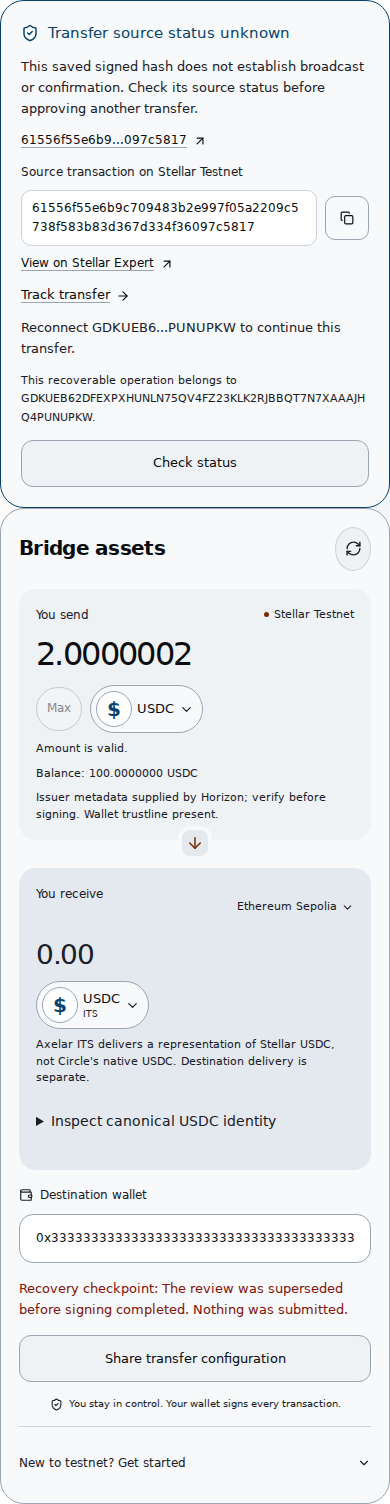 Transfer source status unknown
This saved signed hash does not establish broadcast
or confirmation. Check its source status before
approving another transfer.
61556f55e6b9...097c5817
Source transaction on Stellar Testnet
61556f55e6b9c709483b2e997f05a2209c5
738f583b83d367d334f36097c5817
View on Stellar Expert
Track transfer
Reconnect GDKUEB6...PUNUPKW to continue this
transfer.
This recoverable operation belongs to
GDKUEB62DFEXPXHUNLN75QV4FZ23KLK2RJBBQT7N7XAAAJH
Q4PUNUPKW.
Check status
Bridge assets
You send
Stellar Testnet
2.0000002
Max
$ USDC
Amount is valid.
Balance: 100.0000000 USDC
Issuer metadata supplied by Horizon; verify before
signing. Wallet trustline present.
You receive
Ethereum Sepolia
0.00
$ USDC
ITS
Axelar ITS delivers a representation of Stellar USDC,
not Circle's native USDC. Destination delivery is
separate.
Inspect canonical USDC identity
Destination wallet
0x3333333333333333333333333333333333333
Recovery checkpoint: The review was superseded
before signing completed. Nothing was submitted.
Share transfer configuration
You stay in control. Your wallet signs every transaction.
New to testnet? Get started